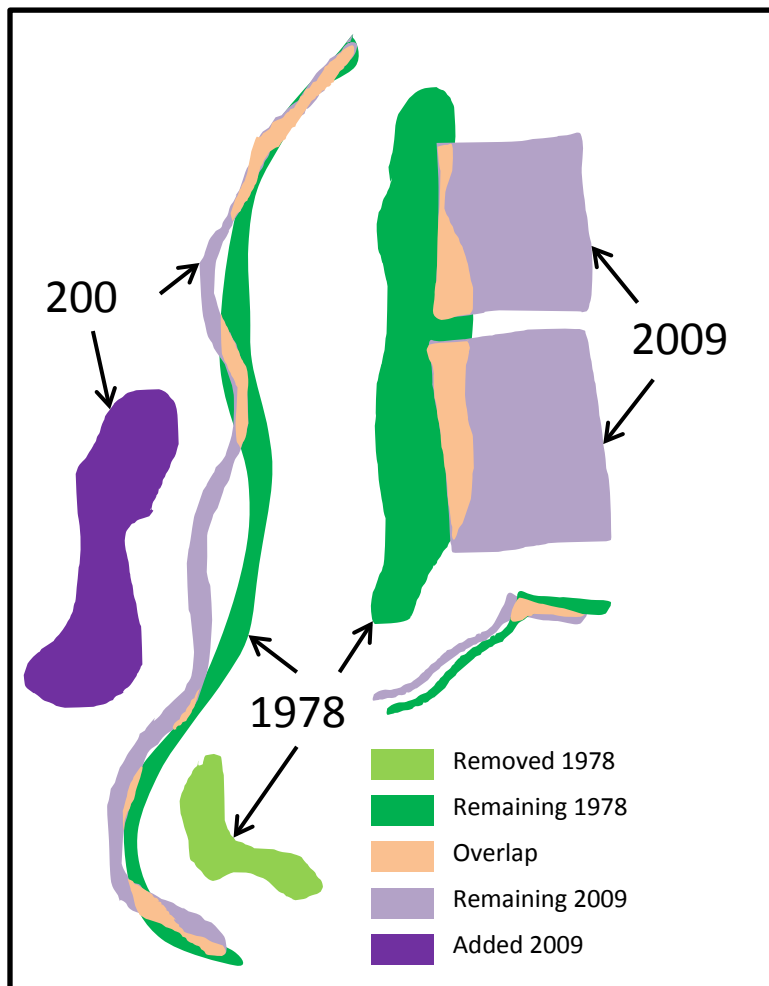 200
2009
1978
Removed 1978
Remaining 1978
Overlap
Remaining 2009
Added 2009